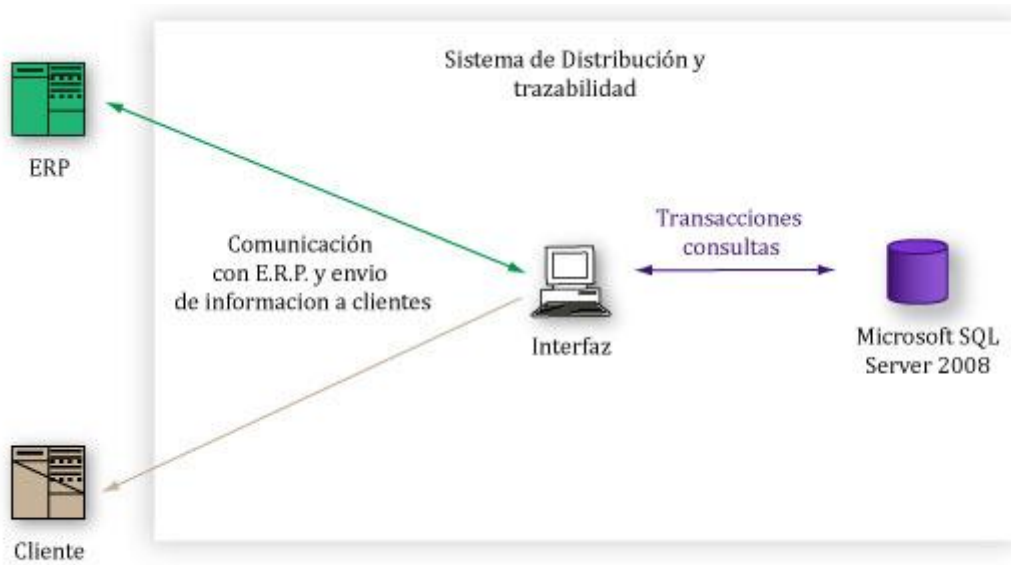 Sistema de Distribución y
trazabilidad
ERP
Comunicación
con E.R.P. y envio
de informacion a clientes
Transacciones
consultas
Interfaz
Microsoft SQL
Server 2008
Cliente